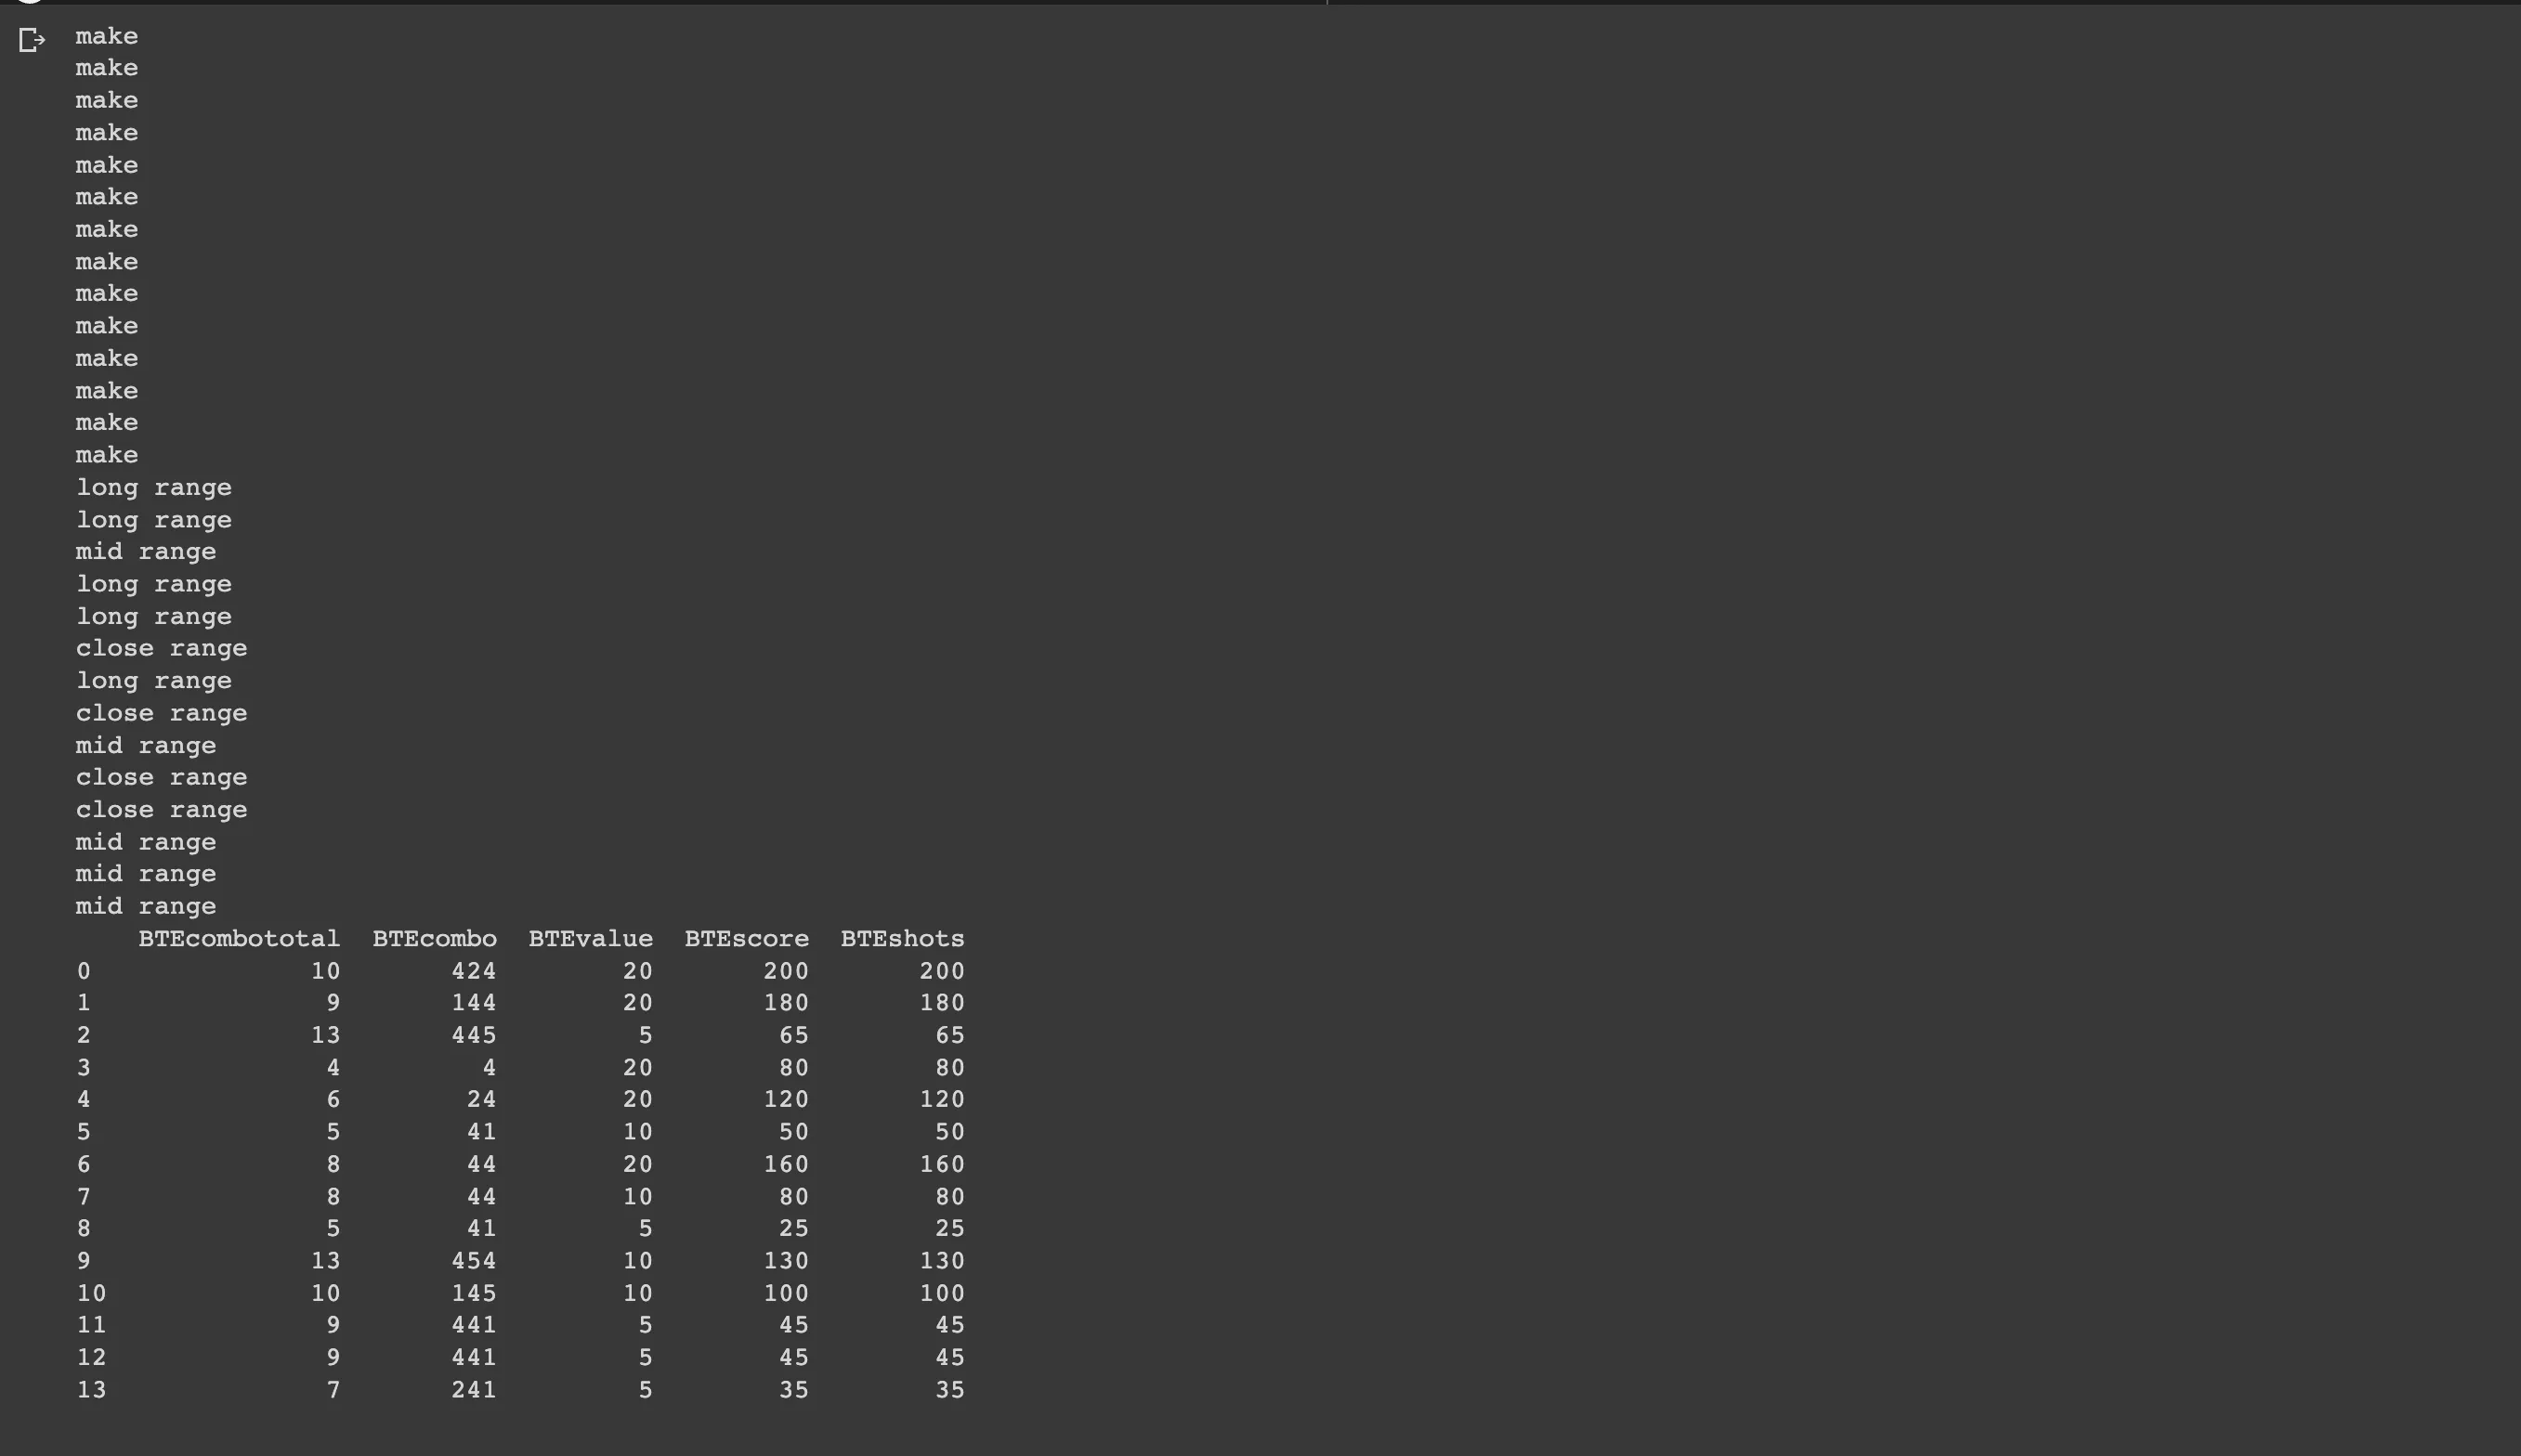 make
make
make
make
make
make
make
make
make
make
make
make
make
make
long range
long range
mid range
long range
long range
close range
long range
close range
mid range
close range
close range
mid range
mid range
mid range
BTEcombototal BTEcombo BTEvalue BTEscore BTEshots
0 10 424 20 200 200
1 9 144 20 180 180
2 13 445 5 65 65
3 4 4 20 80 80
4 6 24 20 120 120
5 5 41 10 50 50
6 8 44 20 160 160
7 8 44 10 80 80
8 5 41 5 25 25
9 13 454 10 130 130
10 10 145 10 100 100
11 9 441 5 45 45
12 9 441 5 45 45
13 7 241 5 35 35